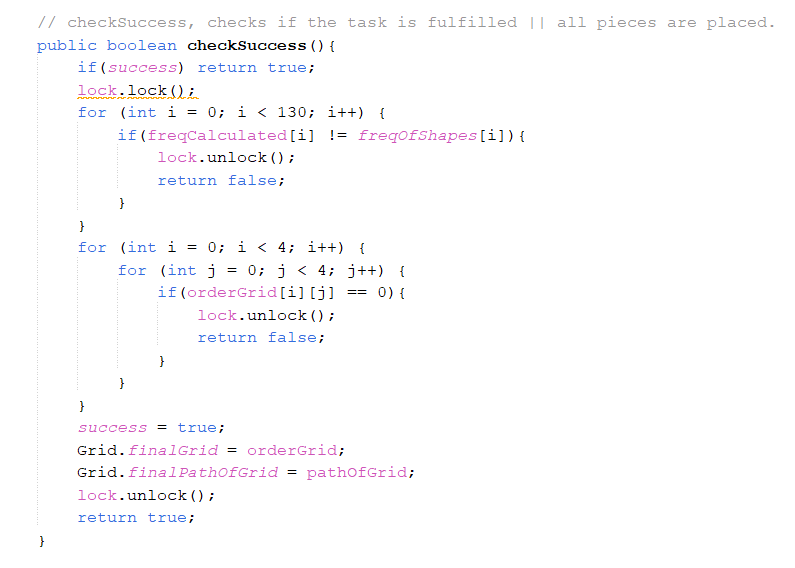 // checkSuccess, checks if the task is fulfilled || all pieces are placed.
public boolean checkSuccess(){
    if(success) return true;
    lock.lock();
    for (int i = 0; i < 130; i++) {
        if(freqCalculated[i] != freqOfShapes[i]){
            lock.unlock();
            return false;
        }
    }
    for (int i = 0; i < 4; i++) {
        for (int j = 0; j < 4; j++) {
            if(orderGrid[i][j] == 0){
                lock.unlock();
                return false;
            }
        }
    }
    success = true;
    Grid.finalGrid = orderGrid;
    Grid.finalPathOfGrid = pathOfGrid;
    lock.unlock();
    return true;
}